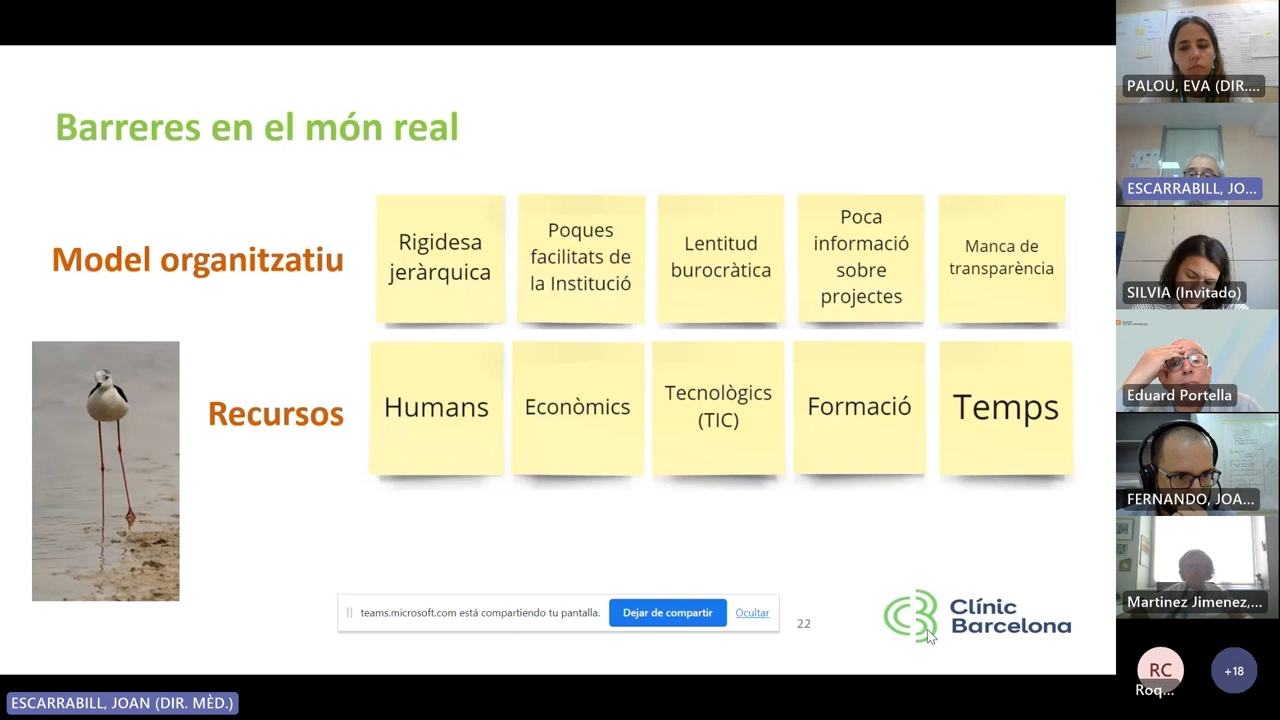 Barreres en el món real
Model organitzatiu
Rigidesa
jeràrquica
Poques
facilitats de
la Institució
Lentitud
burocràtica
Poca
informació
sobre
projectes
Manca de
transparència
Recursos
Humans
Econòmics
Tecnològics
(TIC)
Formació
Temps
teams.microsoft.com está compartiendo tu pantalla.
Dejar de compartir
Ocultar
22
Clínic
Barcelona
PALOU, EVA (DIR....
ESCARRABILL, JO...
SILVIA (Invitado)
Eduard Portella
FERNANDO, JOA...
Martinez Jimenez,...
RC
Roq...
+18
ESCARRABILL, JOAN (DIR. MÈD.)